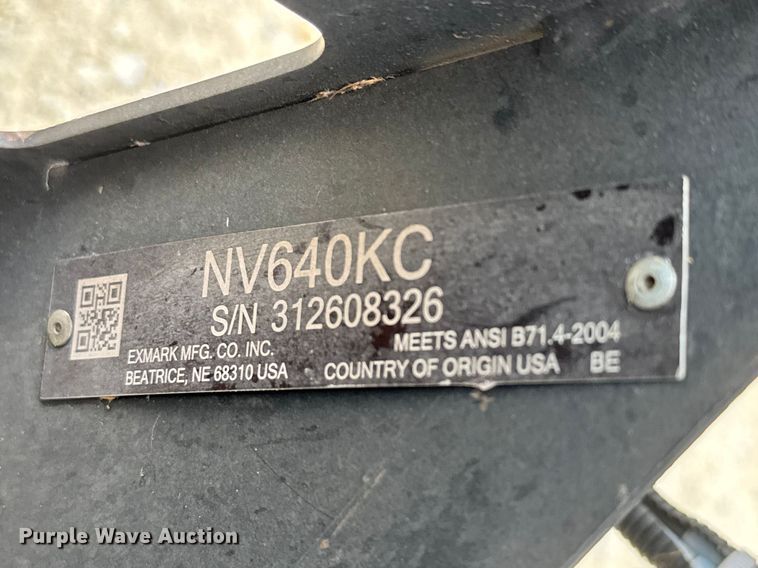 NV640KC
S/N 312608326
EXMARK MFG. CO. INC.
BEATRICE, NE 68310 USA
MEETS ANSI B71.4-2004
COUNTRY OF ORIGIN USA BE
Purple Wave Auction